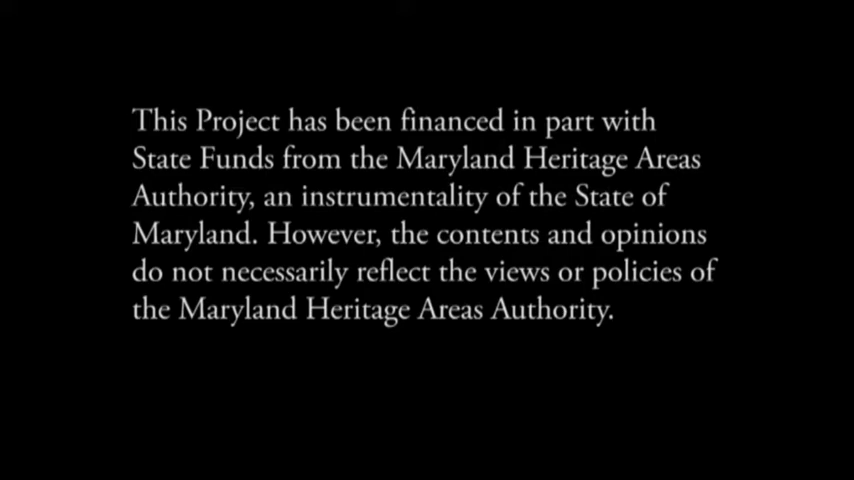 This Project has been financed in part with
State Funds from the Maryland Heritage Areas
Authority, an instrumentality of the State of
Maryland. However, the contents and opinions
do not necessarily reflect the views or policies of
the Maryland Heritage Areas Authority.